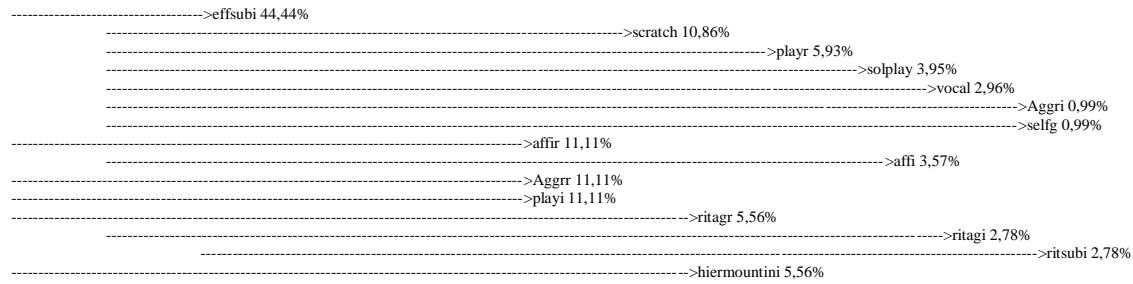 ---------------------------------->effsubi 44,44%
------------------------------------------------------------------------------------------->scratch 10,86%
-------------------------------------------------------------------------------------------------------------------->playr 5,93%
------------------------------------------------------------------------------------------------------------------------------------>solplay 3,95%
------------------------------------------------------------------------------------------------------------------------------------------------>vocal 2,96%
---------------------------------------------------------------------------------------------------------------------------------------------------------------->Aggri 0,99%
---------------------------------------------------------------------------------------------------------------------------------------------------------------->selfg 0,99%
------------------------------------------------------------------------------------------>affir 11,11%
---------------------------------------------------------------------------------------------------------------------------------------->affi 3,57%
------------------------------------------------------------------------------------------>Aggrr 11,11%
------------------------------------------------------------------------------------------>playi 11,11%
----------------------------------------------------------------------------------------------------------------------->ritagr 5,56%
--------------------------------------------------------------------------------------------------------------------------------------------------->ritagi 2,78%
--------------------------------------------------------------------------------------------------------------------------------------------------->ritsubi 2,78%
----------------------------------------------------------------------------------------------------------------------->hiermountini 5,56%